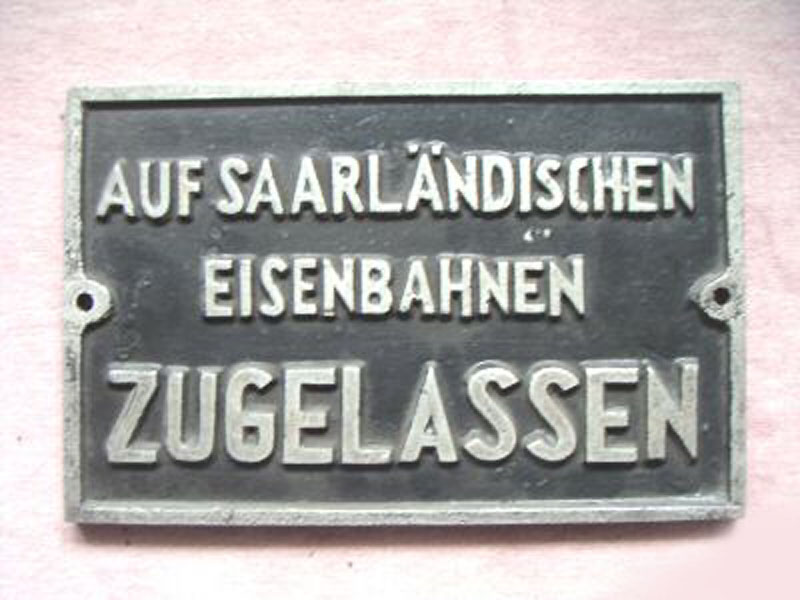 AUF SAARLÄNDISCHEN
EISENBAHNEN
ZUGELASSEN